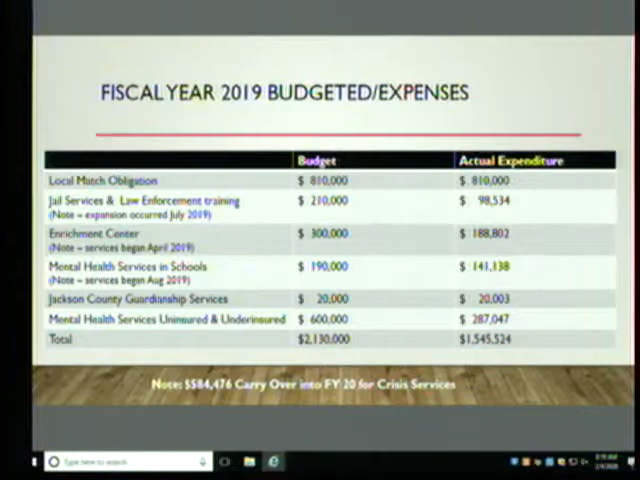 FISCAL YEAR 2019 BUDGETED/EXPENSES
Budget Actual Expenditure
Local Match Obligation $ 810,000 $ 810,000
Jail Services & Law Enforcement training $ 210,000 $ 98,534
(Note – expansion occurred July 2019)
Enrichment Center $ 300,000 $ 188,802
(Note – services began April 2019)
Mental Health Services in Schools $ 190,000 $ 141,138
(Note – services began Aug 2019)
Jackson County Guardianship Services $ 20,000 $ 20,003
Mental Health Services Uninsured & Underinsured $ 600,000 $ 287,047
Total $2,130,000 $1,545,524
Note: $584,476 Carry Over into FY 20 for Crisis Services
Type here to search